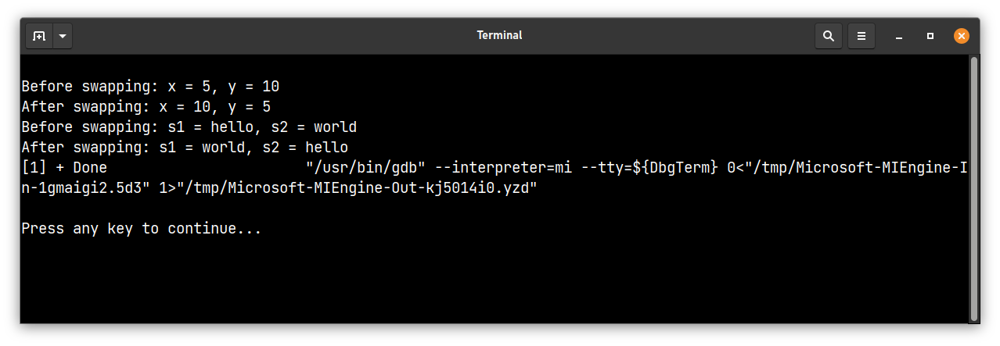 Terminal
Before swapping: x = 5, y = 10
After swapping: x = 10, y = 5
Before swapping: s1 = hello, s2 = world
After swapping: s1 = world, s2 = hello
[1] + Done                       "/usr/bin/gdb" --interpreter=mi --tty=${DbgTerm} 0<"/tmp/Microsoft-MIEngine-I
n-1gmaigi2.5d3" 1>"/tmp/Microsoft-MIEngine-Out-kj5014i0.yzd"
Press any key to continue...